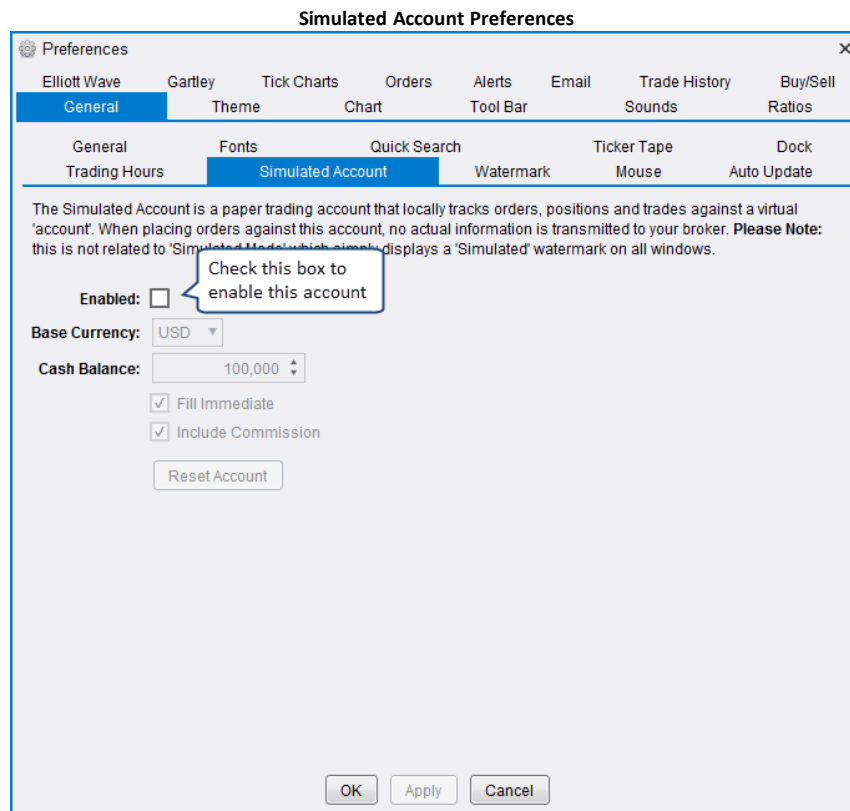 Simulated Account Preferences
Preferences
Elliott Wave Gartley Tick Charts Orders Alerts Email Trade History Buy/Sell
General Theme Chart Tool Bar Sounds Ratios
General Fonts Quick Search Ticker Tape Dock
Trading Hours Simulated Account Watermark Mouse Auto Update
The Simulated Account is a paper trading account that locally tracks orders, positions and trades against a virtual
'account'. When placing orders against this account, no actual information is transmitted to your broker. Please Note:
this is not related to 'Simulated Mode' which simply displays a 'Simulated' watermark on all windows.
Check this box to
enable this account
Enabled:
Base Currency: USD
Cash Balance: 100,000
Fill Immediate
Include Commission
Reset Account
OK Apply Cancel